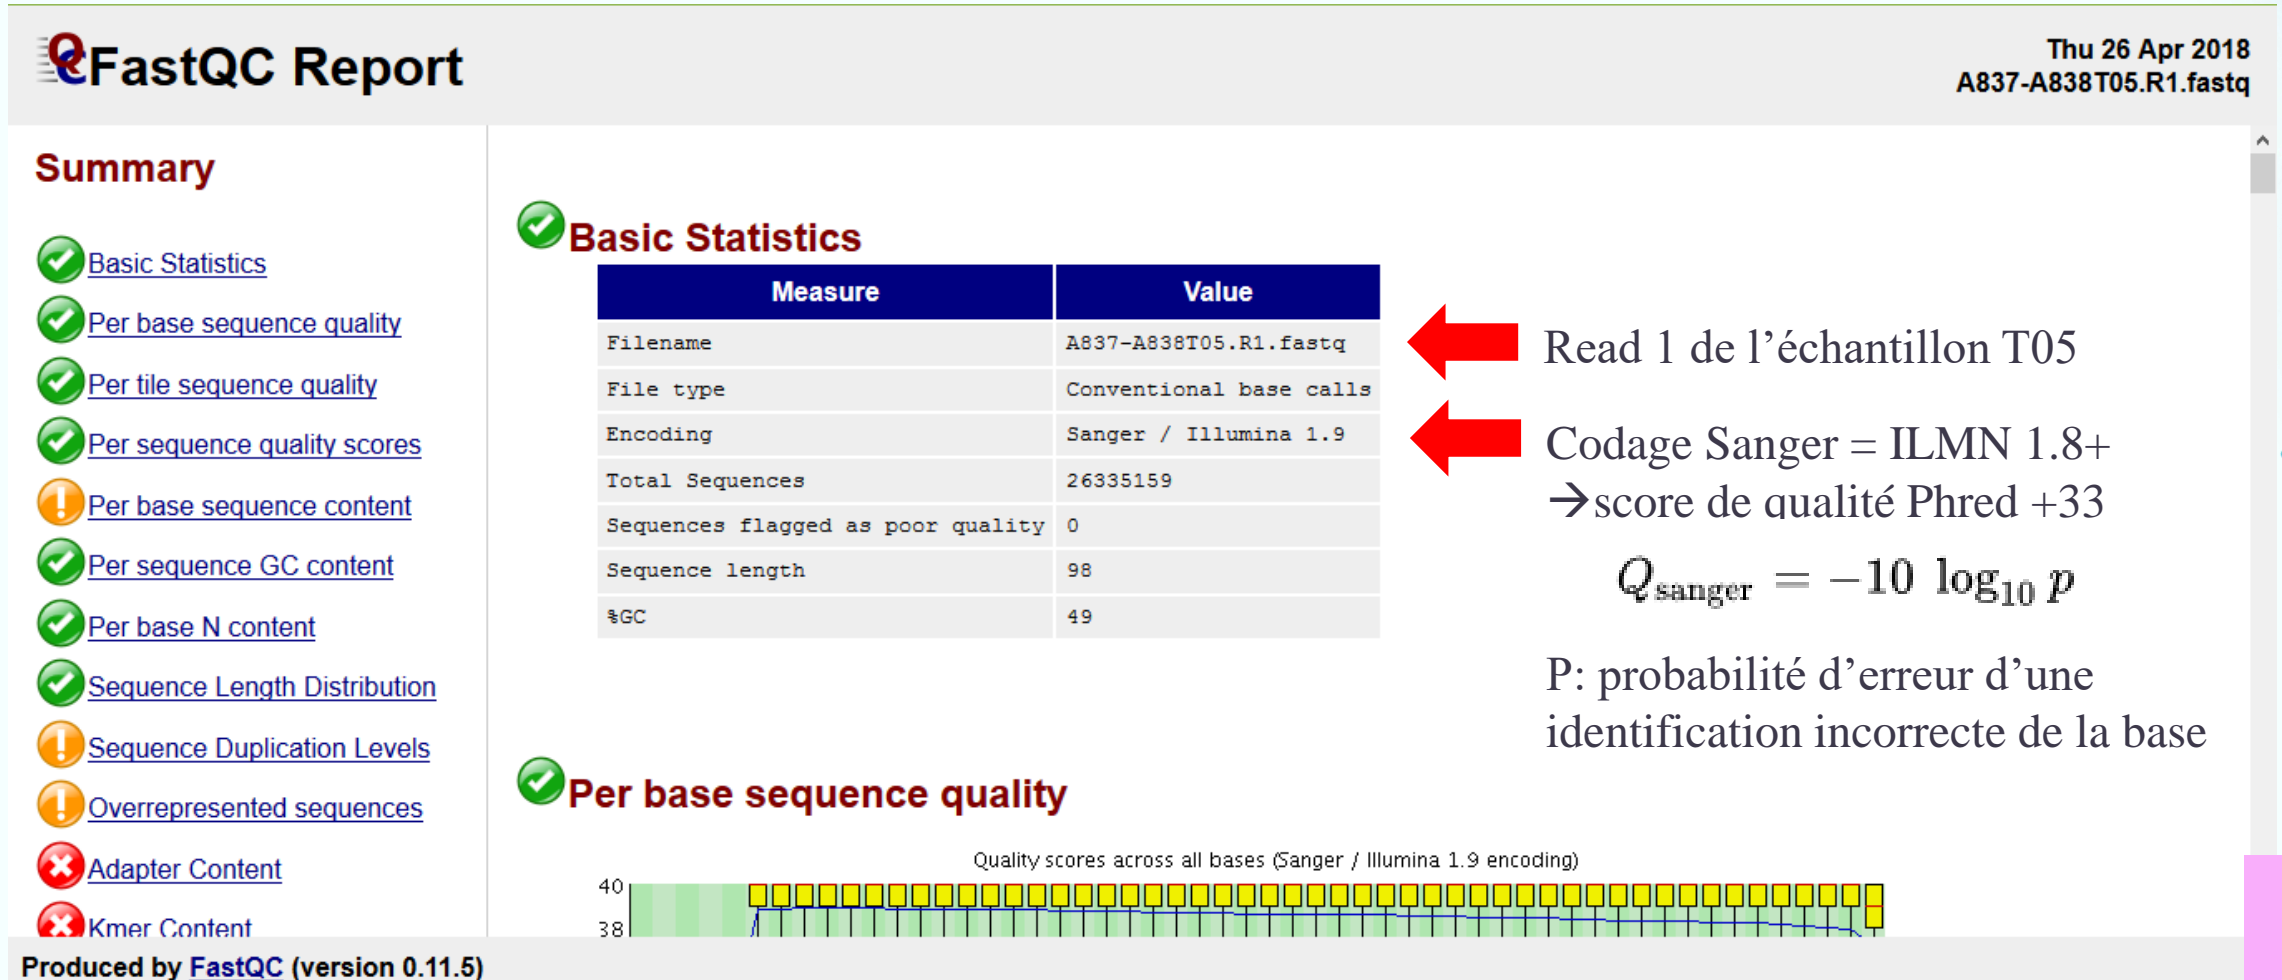 FastQC Report
Thu 26 Apr 2018
A837-A838T05.R1.fastq
Summary
Basic Statistics
Per base sequence quality
Per tile sequence quality
Per sequence quality scores
Per base sequence content
Per sequence GC content
Per base N content
Sequence Length Distribution
Sequence Duplication Levels
Overrepresented sequences
Adapter Content
Kmer Content
Basic Statistics
Measure Value
Filename A837-A838T05.R1.fastq
File type Conventional base calls
Encoding Sanger / Illumina 1.9
Total Sequences 26335159
Sequences flagged as poor quality 0
Sequence length 98
%GC 49
Read 1 de l’échantillon T05
Codage Sanger = ILMN 1.8+
→score de qualité Phred +33
Q_sanger = −10 log_10 p
P: probabilité d’erreur d’une
identification incorrecte de la base
Per base sequence quality
Quality scores across all bases (Sanger / Illumina 1.9 encoding)
40
38
Produced by FastQC (version 0.11.5)